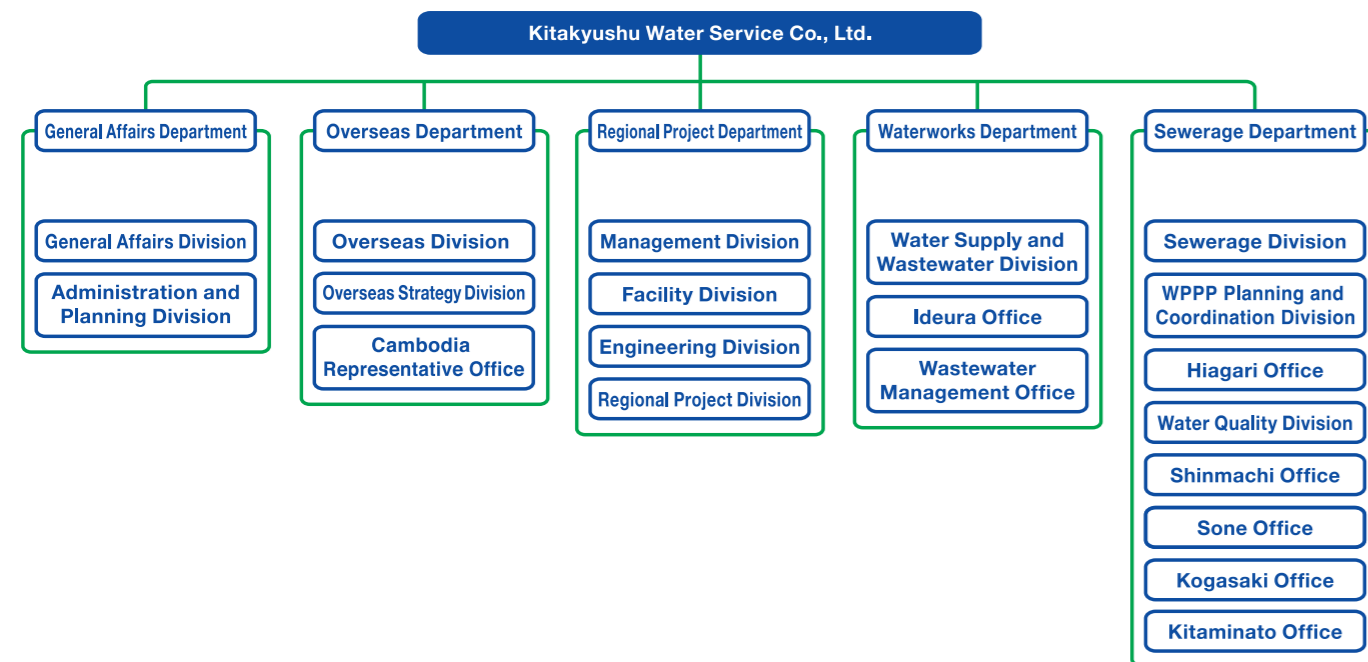 Kitakyushu Water Service Co., Ltd.
General Affairs Department
General Affairs Division
Administration and
Planning Division
Overseas Department
Overseas Division
Overseas Strategy Division
Cambodia
Representative Office
Regional Project Department
Management Division
Facility Division
Engineering Division
Regional Project Division
Waterworks Department
Water Supply and
Wastewater Division
Ideura Office
Wastewater
Management Office
Sewerage Department
Sewerage Division
WPPP Planning and
Coordination Division
Hiagari Office
Water Quality Division
Shinmachi Office
Sone Office
Kogasaki Office
Kitaminato Office